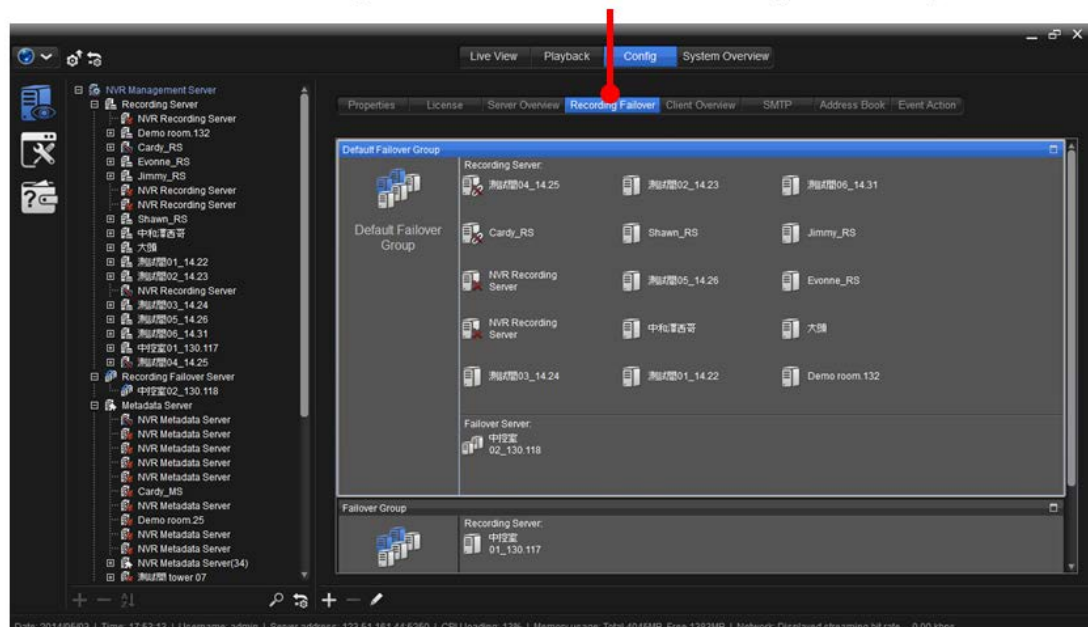 Live View Playback Config System Overview
NVR Management Server
Recording Server
NVR Recording Server
Demo room.132
Cardy_RS
Evonne_RS
Jimmy_RS
NVR Recording Server
NVR Recording Server
Shawn_RS
中和潭西哥
大頭
測試間01_14.22
測試間02_14.23
NVR Recording Server
測試間03_14.24
測試間05_14.26
測試間06_14.31
中控室01_130.117
測試間04_14.25
Recording Failover Server
中控室02_130.118
Metadata Server
NVR Metadata Server
NVR Metadata Server
NVR Metadata Server
NVR Metadata Server
NVR Metadata Server
Cardy_MS
NVR Metadata Server
Demo room.25
NVR Metadata Server
NVR Metadata Server
NVR Metadata Server(34)
測試間 tower 07
Properties License Server Overview Recording Failover Client Overview SMTP Address Book Event Action
Default Failover Group
Default Failover
Group
Recording Server:
測試間04_14.25 測試間02_14.23 測試間06_14.31
Cardy_RS Shawn_RS Jimmy_RS
NVR Recording
Server
測試間05_14.26 Evonne_RS
NVR Recording
Server
中和潭西哥 大頭
測試間03_14.24 測試間01_14.22 Demo room.132
Failover Server:
中控室
02_130.118
Failover Group
Recording Server:
中控室
01_130.117